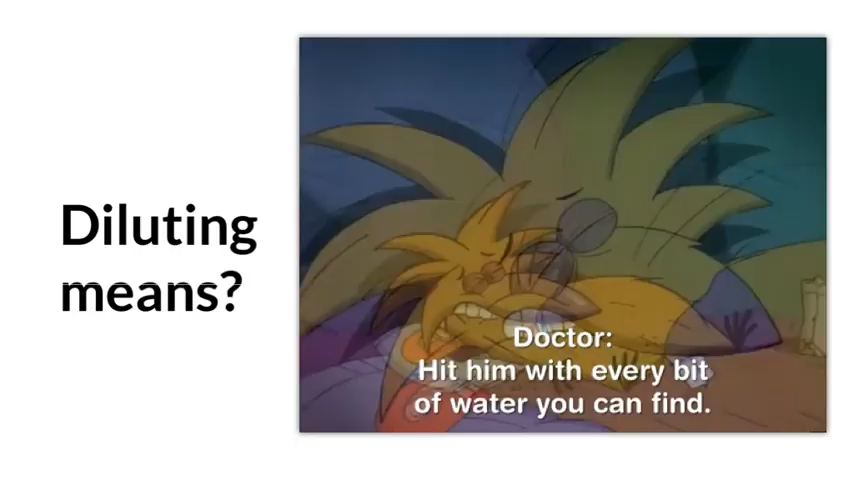 Diluting
means?
Doctor:
Hit him with every bit
of water you can find.